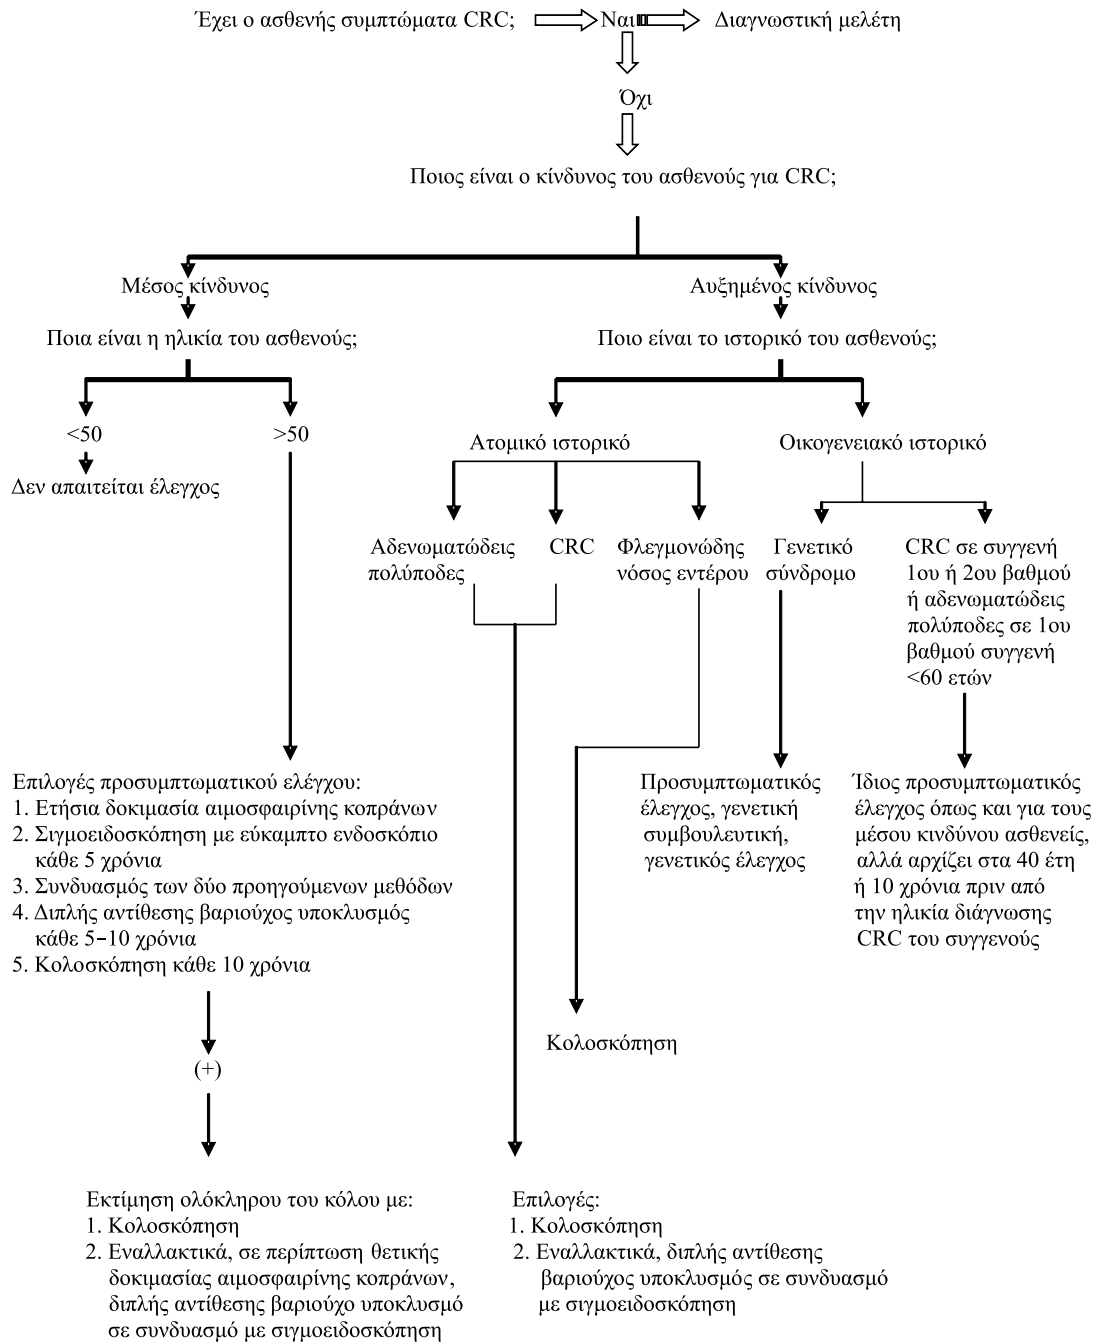 Έχει ο ασθενής συμπτώματα CRC; Ναι Διαγνωστική μελέτη
Όχι
Ποιος είναι ο κίνδυνος του ασθενούς για CRC;
Μέσος κίνδυνος
Ποια είναι η ηλικία του ασθενούς;
<50
>50
Δεν απαιτείται έλεγχος
Επιλογές προσυμπτωματικού ελέγχου:
1. Ετήσια δοκιμασία αιμοσφαιρίνης κοπράνων
2. Σιγμοειδοσκόπηση με εύκαμπτο ενδοσκόπιο
κάθε 5 χρόνια
3. Συνδυασμός των δύο προηγούμενων μεθόδων
4. Διπλής αντίθεσης βαριούχος υποκλυσμός
κάθε 5-10 χρόνια
5. Κολοσκόπηση κάθε 10 χρόνια
(+)
Εκτίμηση ολόκληρου του κόλου με:
1. Κολοσκόπηση
2. Εναλλακτικά, σε περίπτωση θετικής
δοκιμασίας αιμοσφαιρίνης κοπράνων,
διπλής αντίθεσης βαριούχο υποκλυσμό
σε συνδυασμό με σιγμοειδοσκόπηση
Αυξημένος κίνδυνος
Ποιο είναι το ιστορικό του ασθενούς;
Ατομικό ιστορικό
Αδενωματώδεις
πολύποδες
CRC
Φλεγμονώδης
νόσος εντέρου
Επιλογές:
1. Κολοσκόπηση
2. Εναλλακτικά, διπλής αντίθεσης
βαριούχος υποκλυσμός σε συνδυασμό
με σιγμοειδοσκόπηση
Κολοσκόπηση
Οικογενειακό ιστορικό
Γενετικό
σύνδρομο
Προσυμπτωματικός
έλεγχος, γενετική
συμβουλευτική,
γενετικός έλεγχος
CRC σε συγγενή
1ου ή 2ου βαθμού
ή αδενωματώδεις
πολύποδες σε 1ου
βαθμού συγγενή
<60 ετών
Ίδιος προσυμπτωματικός
έλεγχος όπως και για τους
μέσου κινδύνου ασθενείς,
αλλά αρχίζει στα 40 έτη
ή 10 χρόνια πριν από
την ηλικία διάγνωσης
CRC του συγγενούς